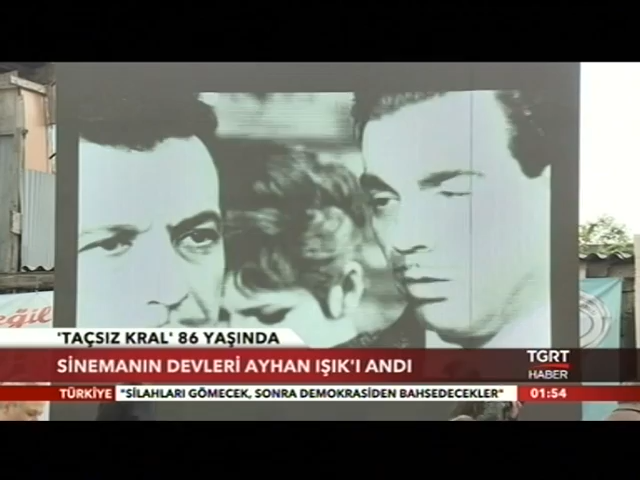 eğil
'TAÇSIZ KRAL' 86 YAŞINDA
SİNEMANIN DEVLERİ AYHAN IŞIK'I ANDI
TGRT
HABER
TÜRKİYE "SİLAHLARI GÖMECEK, SONRA DEMOKRASİDEN BAHSEDECEKLER" 01:54